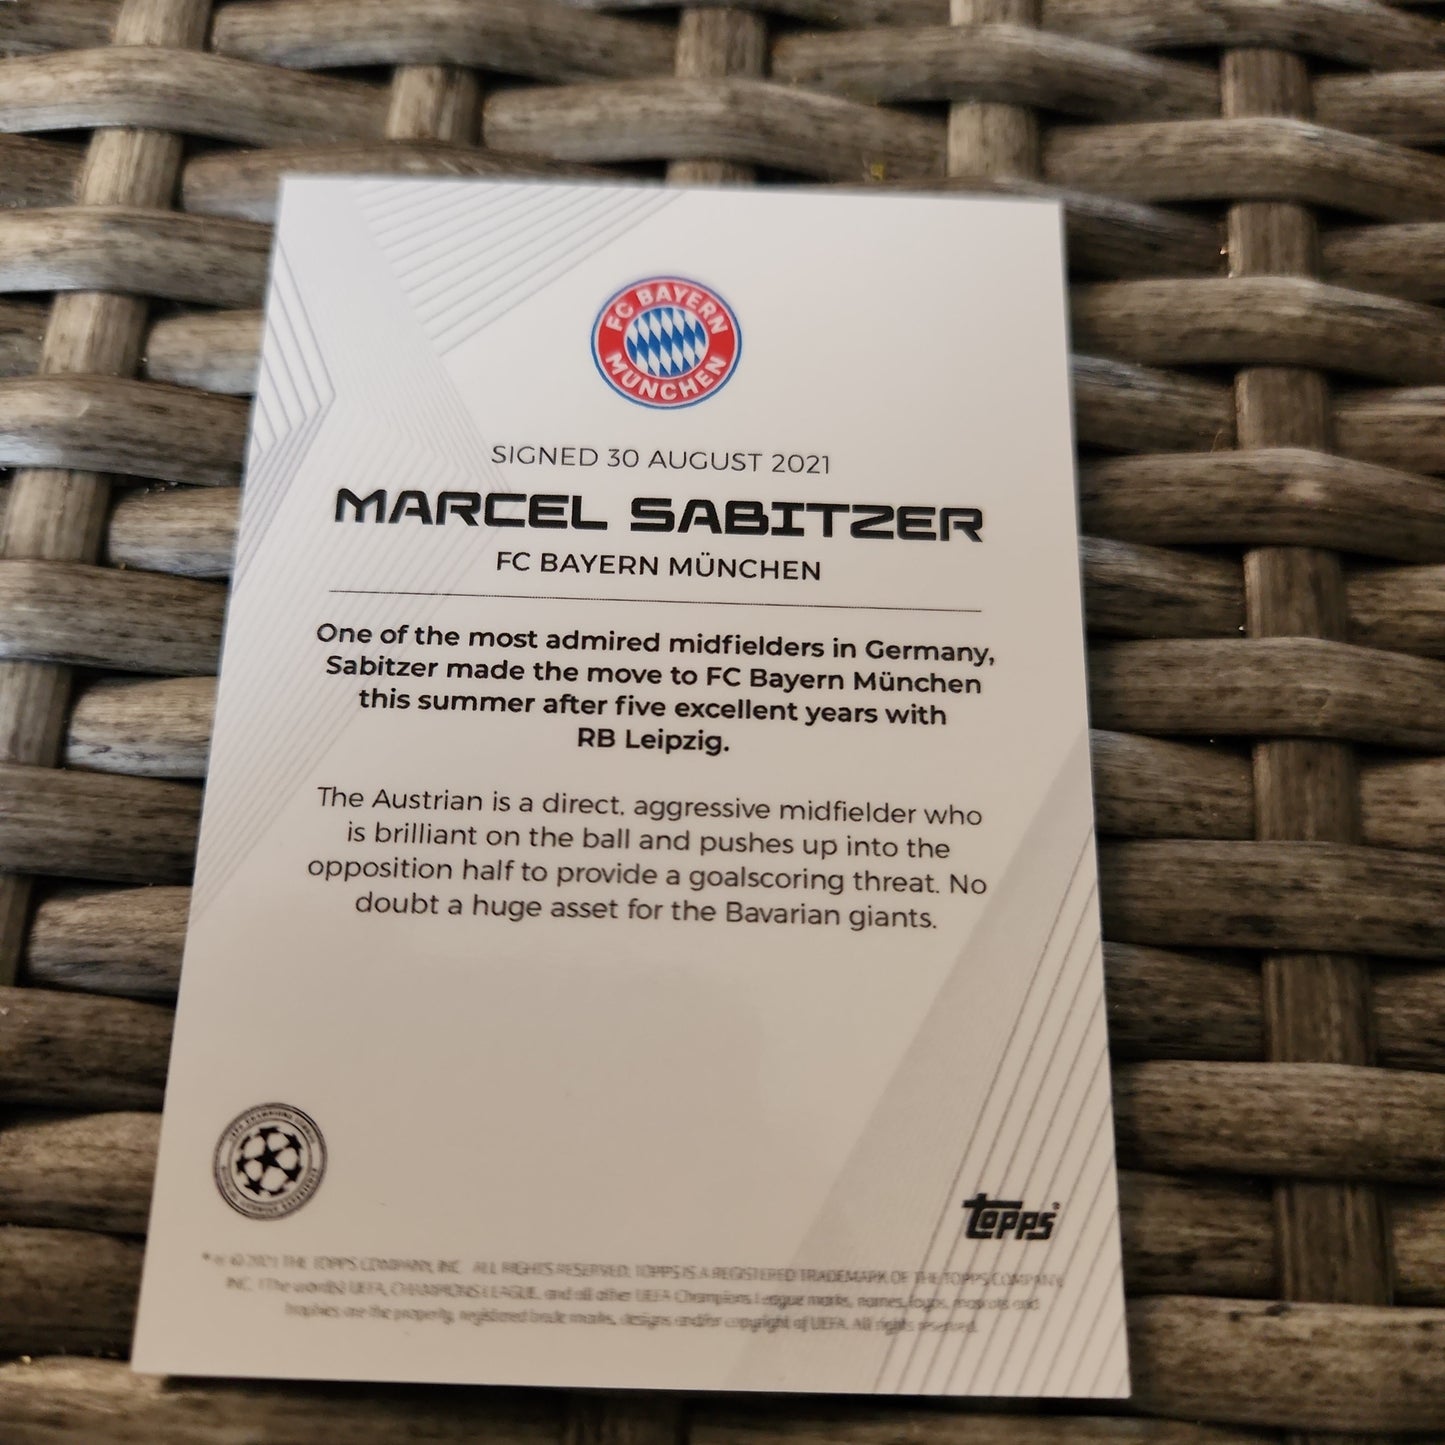 FC BAYERN
MÜNCHEN
SIGNED 30 AUGUST 2021
MARCEL SABITZER
FC BAYERN MÜNCHEN
One of the most admired midfielders in Germany,
Sabitzer made the move to FC Bayern München
this summer after five excellent years with
RB Leipzig.
The Austrian is a direct, aggressive midfielder who
is brilliant on the ball and pushes up into the
opposition half to provide a goalscoring threat. No
doubt a huge asset for the Bavarian giants.
Topps®
© 2021 THE TOPPS COMPANY, INC. ALL RIGHTS RESERVED. TOPPS IS A REGISTERED TRADEMARK OF THE TOPPS COMPANY,
INC. (The word(s) UEFA, CHAMPIONS LEAGUE, and all other UEFA Champions League marks, names, logos, mascots and
trophies are the property, registered trade marks, designs and/or copyright of UEFA. All rights reserved.